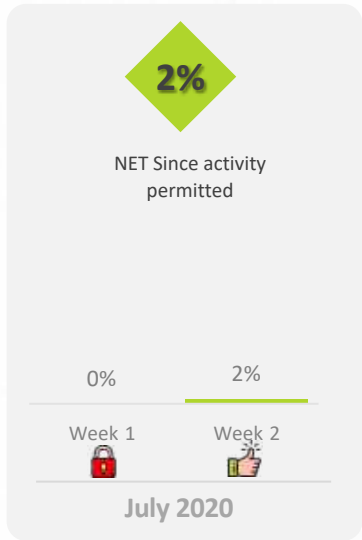 2%
NET Since activity
permitted
0%
2%
Week 1
Week 2
July 2020